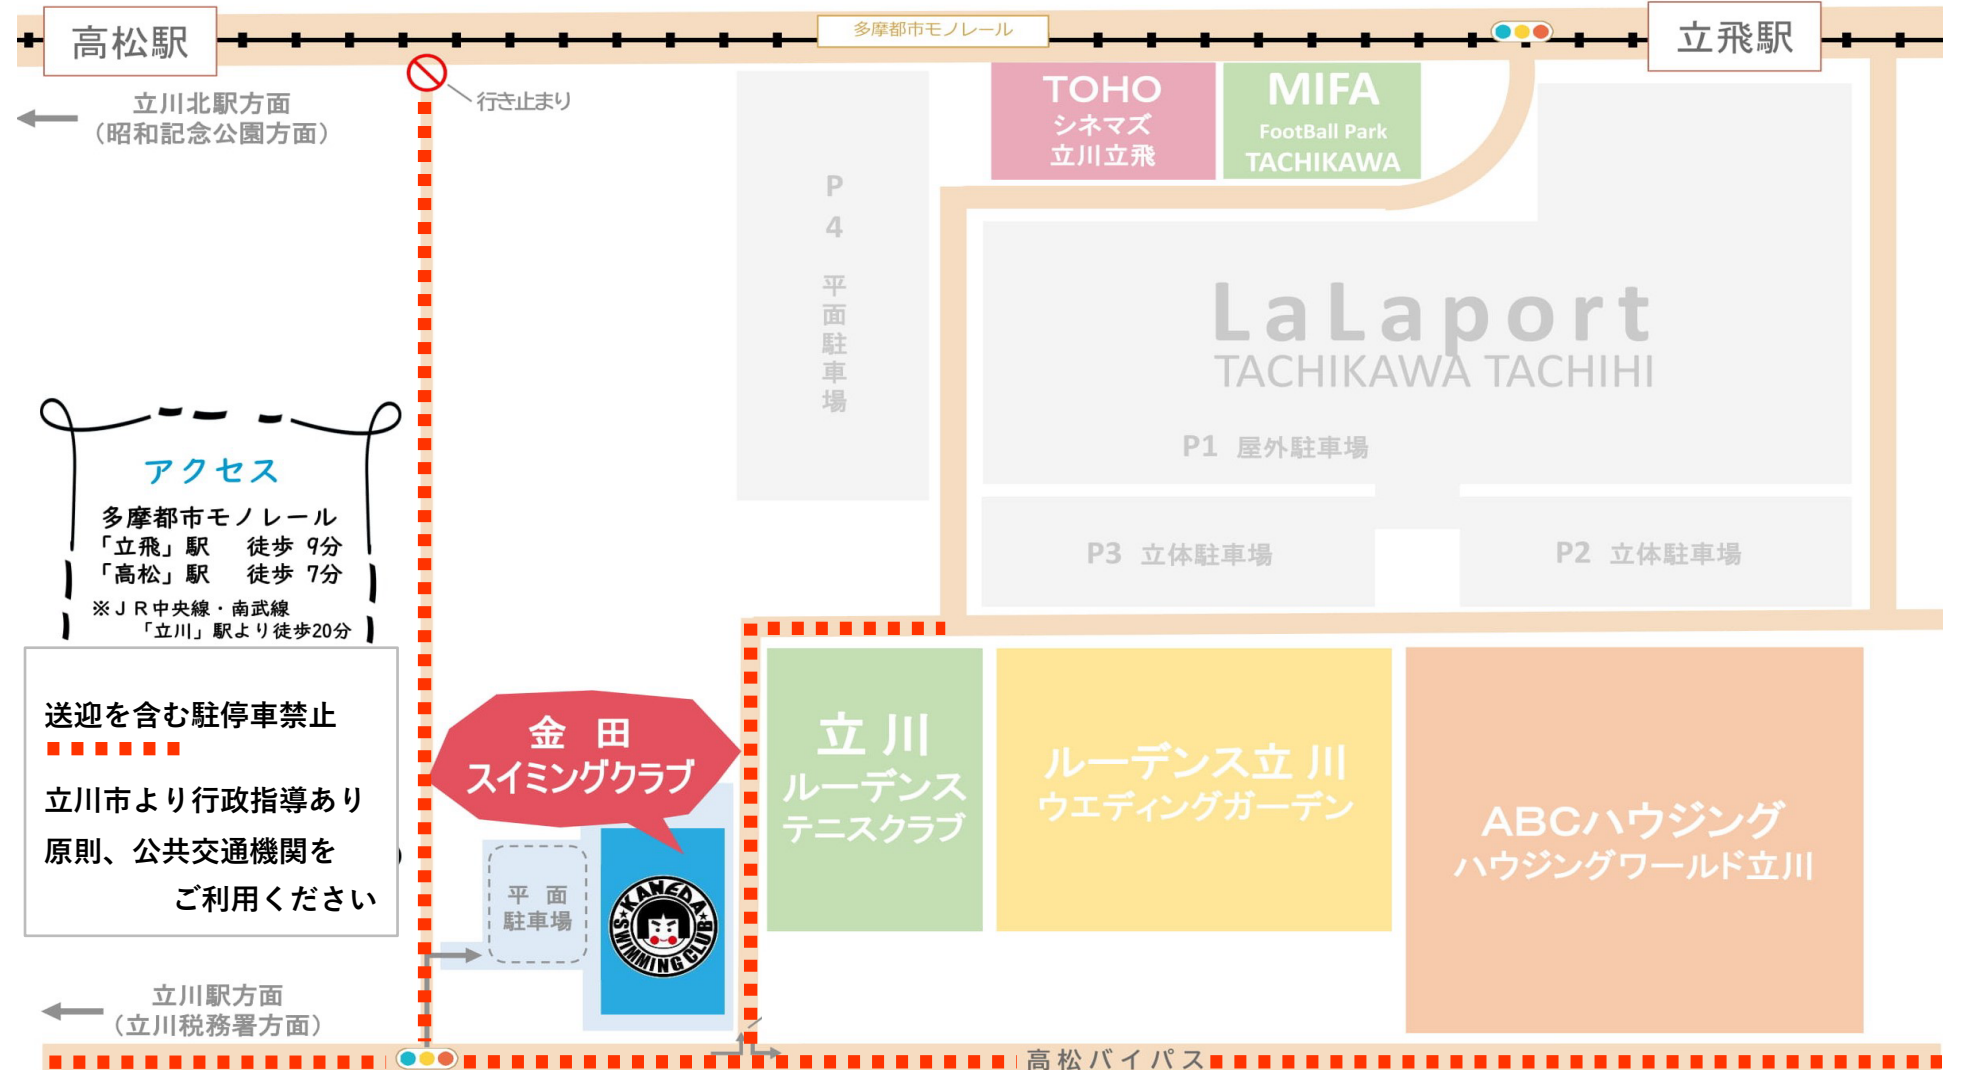 高松駅
多摩都市モノレール
立飛駅
立川北駅方面
（昭和記念公園方面）
行き止まり
TOHO
シネマズ
立川立飛
MIFA
FootBall Park
TACHIKAWA
P
4
平
面
駐
車
場
LaLaport
TACHIKAWA TACHIHI
P1 屋外駐車場
P3 立体駐車場
P2 立体駐車場
アクセス
多摩都市モノレール
「立飛」駅 徒歩 9分
「高松」駅 徒歩 7分
※ＪＲ中央線・南武線
「立川」駅より徒歩20分
送迎を含む駐停車禁止
立川市より行政指導あり
原則、公共交通機関を
ご利用ください
金 田
スイミングクラブ
平 面
駐車場
KANEDA
SWIMMING CLUB
立 川
ルーデンス
テニスクラブ
ルーデンス立 川
ウエディングガーデン
ABCハウジング
ハウジングワールド立川
立川駅方面
（立川税務署方面）
高松バイパス